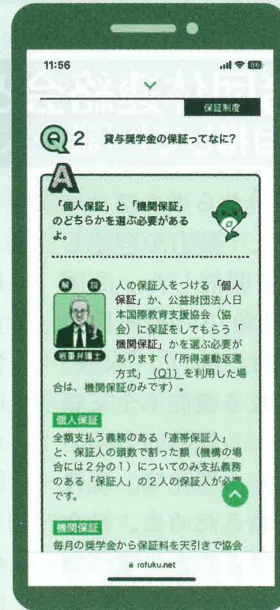 11:56
保証制度
Q2 貸与奨学金の保証ってなに?
A
「個人保証」と「機関保証」
のどちらかを選ぶ必要がある
よ。
解 説
岩重弁護士
人の保証人をつける「個人
保証」か、公益財団法人日
本国際教育支援協会(協
会)に保証をしてもらう「
機関保証」かを選ぶ必要が
あります(「所得連動返還
方式」(Q1)を利用した場
合は、機関保証のみです)。
個人保証
全額支払う義務のある「連帯保証人」
と、保証人の頭数で割った額(機構の場
合には2分の1)についてのみ支払義務
のある「保証人」の2人の保証人が必要
です。
機関保証
毎月の奨学金から保証料を天引きで協会
rofuku.net